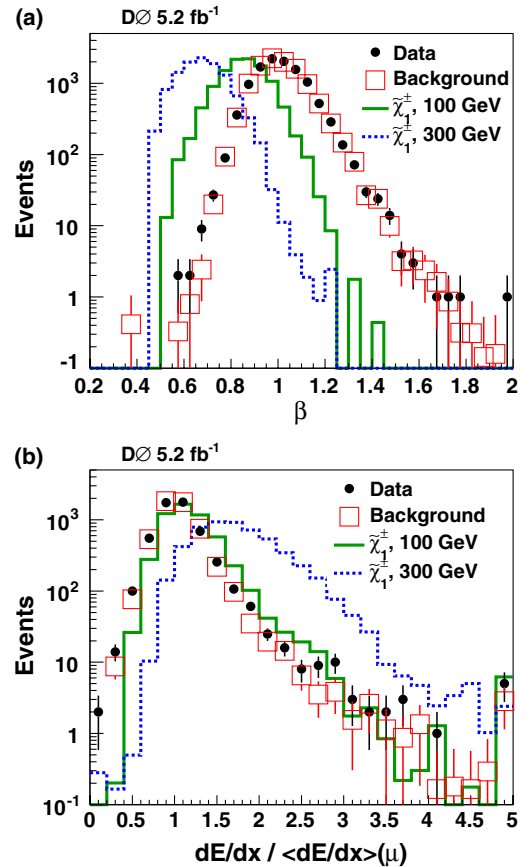 (a)
DØ 5.2 fb⁻¹
Events
10³
10²
10
1
-1
Data
Background
χ̃₁±, 100 GeV
χ̃₁±, 300 GeV
0.2 0.4 0.6 0.8 1 1.2 1.4 1.6 1.8 2
β
(b)
DØ 5.2 fb⁻¹
Events
10³
10²
10
1
10⁻¹
Data
Background
χ̃₁±, 100 GeV
χ̃₁±, 300 GeV
0 0.5 1 1.5 2 2.5 3 3.5 4 4.5 5
dE/dx / <dE/dx>(μ)